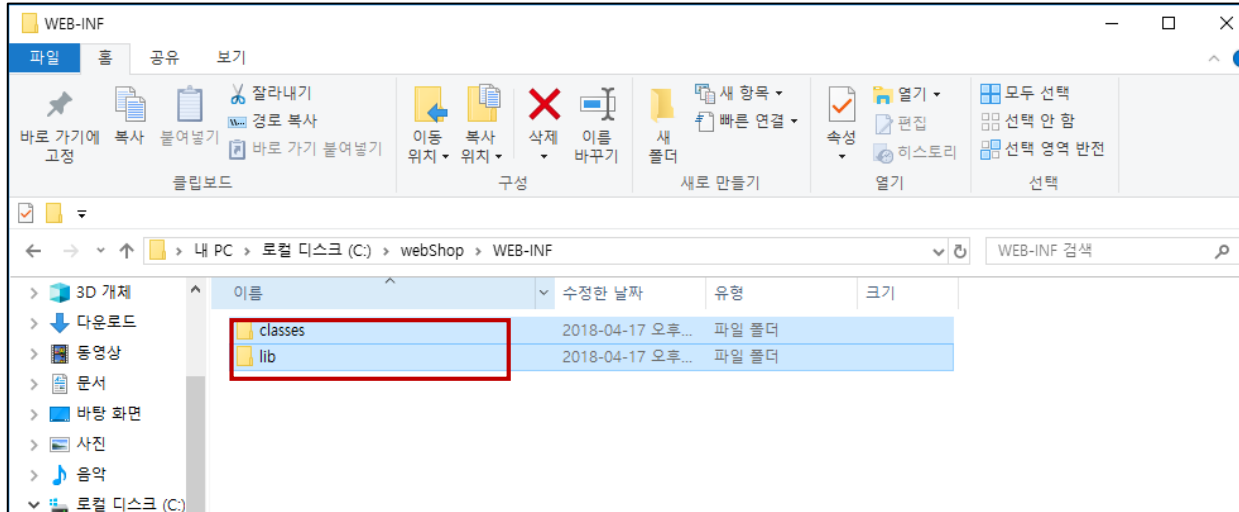 WEB-INF
파일 홈 공유 보기
바로 가기에 고정
복사
붙여넣기
잘라내기
경로 복사
바로 가기 붙여넣기
클립보드
이동 위치
복사 위치
삭제
이름 바꾸기
구성
새 폴더
새 항목
빠른 연결
새로 만들기
속성
열기
편집
히스토리
열기
모두 선택
선택 안 함
선택 영역 반전
선택
내 PC > 로컬 디스크 (C:) > webShop > WEB-INF
WEB-INF 검색
3D 개체
다운로드
동영상
문서
바탕 화면
사진
음악
로컬 디스크 (C:)
이름 수정한 날짜 유형 크기
classes 2018-04-17 오후... 파일 폴더
lib 2018-04-17 오후... 파일 폴더